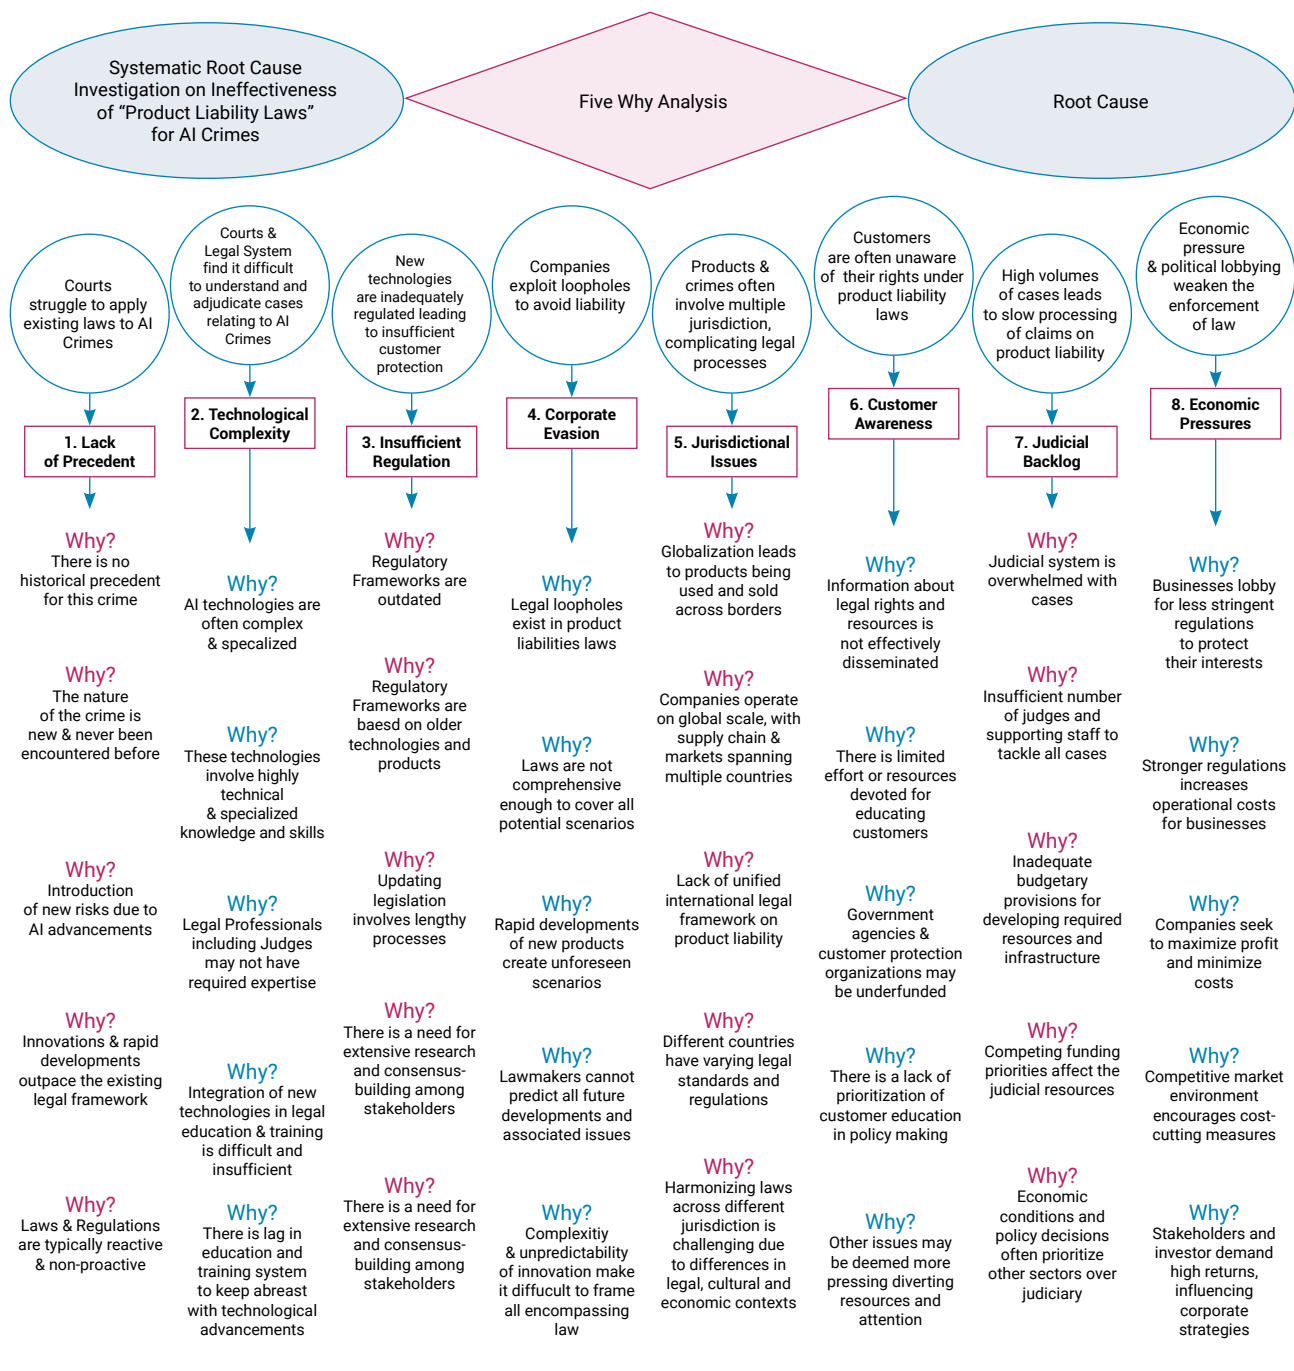 Systematic Root Cause
Investigation on Ineffectiveness
of “Product Liability Laws”
for AI Crimes
Five Why Analysis
Root Cause
Courts
struggle to apply
existing laws to AI
Crimes
1. Lack
of Precedent
Why?
There is no
historical precedent
for this crime
Why?
The nature
of the crime is
new & never been
encountered before
Why?
Introduction
of new risks due to
AI advancements
Why?
Innovations & rapid
developments
outpace the existing
legal framework
Why?
Laws & Regulations
are typically reactive
& non-proactive
Courts &
Legal System
find it difficult
to understand and
adjudicate cases
relating to AI
Crimes
2. Technological
Complexity
Why?
AI technologies are
often complex
& specalized
Why?
These technologies
involve highly
technical
& specialized
knowledge and skills
Why?
Legal Professionals
including Judges
may not have
required expertise
Why?
Integration of new
technologies in legal
education & training
is difficult and
insufficient
Why?
There is lag in
education and
training system
to keep abreast
with technological
advancements
New
technologies
are inadequately
regulated leading
to insufficient
customer
protection
3. Insufficient
Regulation
Why?
Regulatory
Frameworks are
outdated
Why?
Regulatory
Frameworks are
baesd on older
technologies and
products
Why?
Updating
legislation
involves lengthy
processes
Why?
There is a need for
extensive research
and consensus-
building among
stakeholders
Why?
There is a need for
extensive research
and consensus-
building among
stakeholders
Companies
exploit loopholes
to avoid liability
4. Corporate
Evasion
Why?
Legal loopholes
exist in product
liabilities laws
Why?
Laws are not
comprehensive
enough to cover all
potential scenarios
Why?
Rapid developments
of new products
create unforeseen
scenarios
Why?
Lawmakers cannot
predict all future
developments and
associated issues
Why?
Complexitiy
& unpredictability
of innovation make
it diffucult to frame
all encompassing
law
Products &
crimes often
involve multiple
jurisdiction,
complicating legal
processes
5. Jurisdictional
Issues
Why?
Globalization leads
to products being
used and sold
across borders
Why?
Companies operate
on global scale, with
supply chain &
markets spanning
multiple countries
Why?
Lack of unified
international legal
framework on
product liability
Why?
Different countries
have varying legal
standards and
regulations
Why?
Harmonizing laws
across different
jurisdiction is
challenging due
to differences in
legal, cultural and
economic contexts
Customers
are often unaware
of their rights under
product liability
laws
6. Customer
Awareness
Why?
Information about
legal rights and
resources is
not effectively
disseminated
Why?
There is limited
effort or resources
devoted for
educating
customers
Why?
Government
agencies &
customer protection
organizations may
be underfunded
Why?
There is a lack of
prioritization of
customer education
in policy making
Why?
Other issues may
be deemed more
pressing diverting
resources and
attention
High volumes
of cases leads
to slow processing
of claims on
product liability
7. Judicial
Backlog
Why?
Judicial system is
overwhelmed with
cases
Why?
Insufficient number
of judges and
supporting staff to
tackle all cases
Why?
Inadequate
budgetary
provisions for
developing required
resources and
infrastructure
Why?
Competing funding
priorities affect the
judicial resources
Why?
Economic
conditions and
policy decisions
often prioritize
other sectors over
judiciary
Economic
pressure
& political lobbying
weaken the
enforcement
of law
8. Economic
Pressures
Why?
Businesses lobby
for less stringent
regulations
to protect
their interests
Why?
Stronger regulations
increases
operational costs
for businesses
Why?
Companies seek
to maximize profit
and minimize
costs
Why?
Competitive market
environment
encourages cost-
cutting measures
Why?
Stakeholders and
investor demand
high returns,
influencing
corporate
strategies